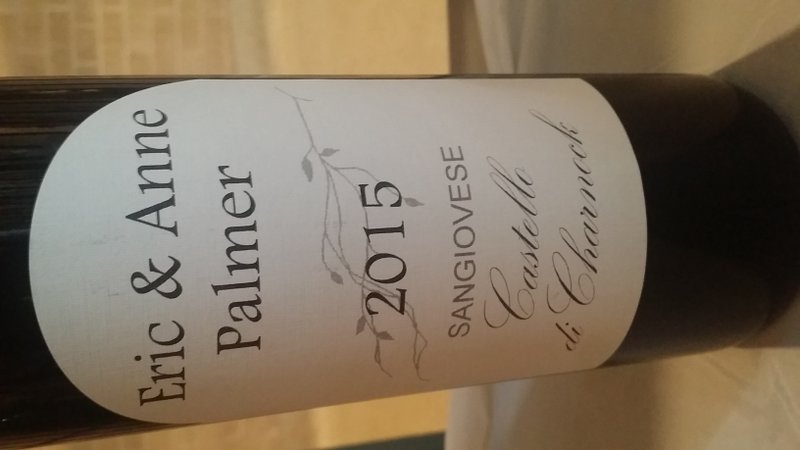 Eric & Anne
Palmer
2015
SANGIOVESE
Castello
di Charnock